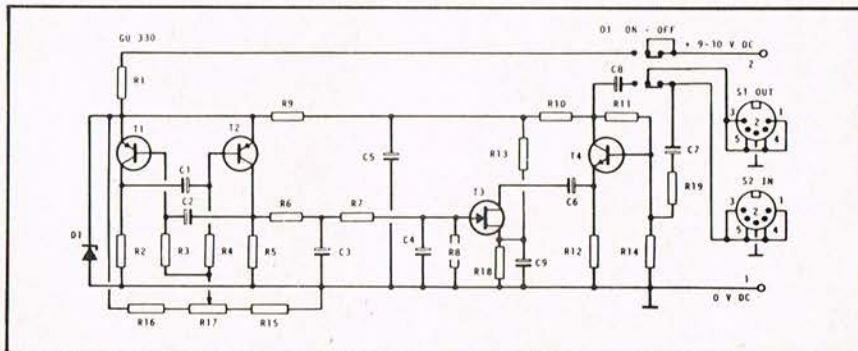 GU 330
O1 ON - OFF
+ 9-10 V DC
2
R1
C8
S1 OUT
R9
R10
R11
3
2
1
5
4
T1
T2
C5
R13
T4
C7
S2 IN
C1
T3
C6
R19
C2
R6
R7
3
2
1
5
4
D1
R2
R3
R4
R5
C3
C4
R8
R18
C9
R12
R14
1
0 V DC
R16
R17
R15